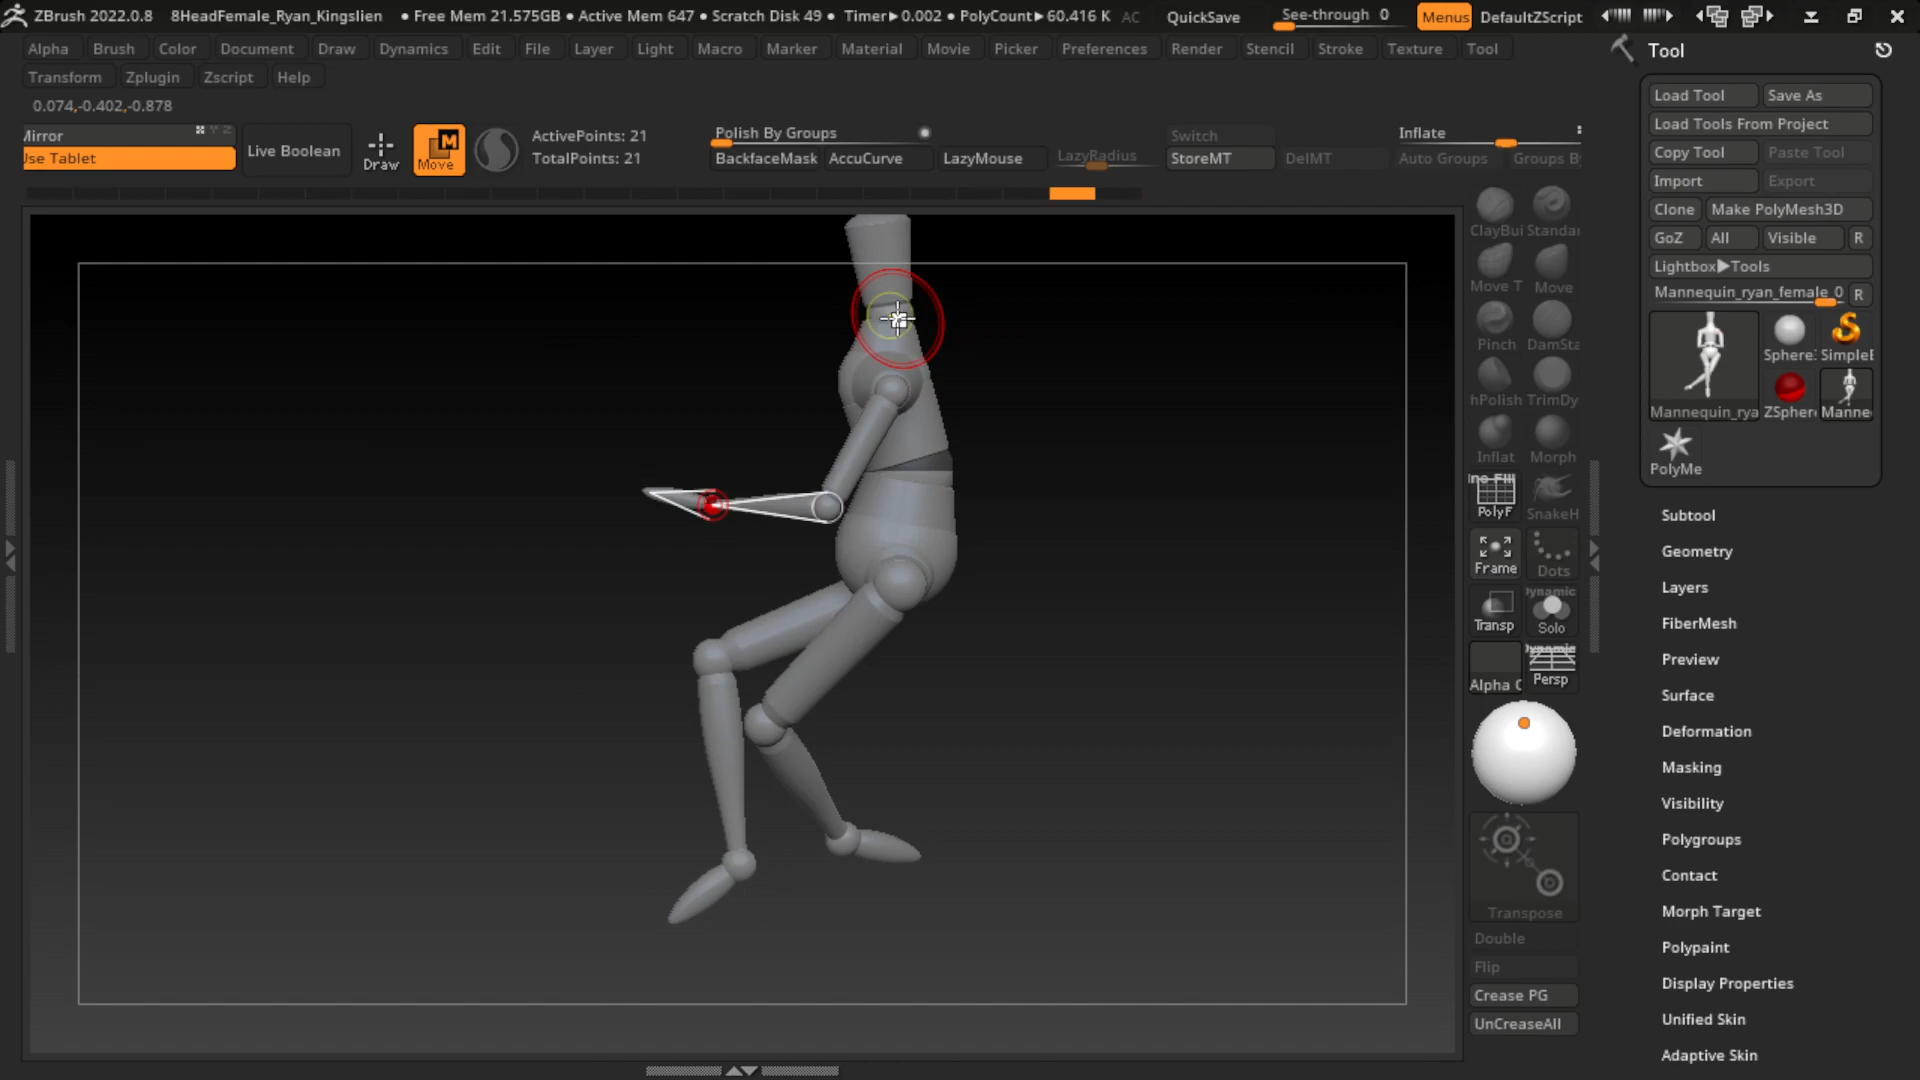 ZBrush 2022.0.8 8HeadFemale_Ryan_Kingslien • Free Mem 21.575GB • Active Mem 647 • Scratch Disk 49 • Timer▶0.002 • PolyCount▶60.416 K AC QuickSave See-through 0 Menus DefaultZScript
Alpha Brush Color Document Draw Dynamics Edit File Layer Light Macro Marker Material Movie Picker Preferences Render Stencil Stroke Texture Tool
Transform Zplugin Zscript Help
0.074,-0.402,-0.878
Mirror
Use Tablet
Live Boolean
Draw
M
Move
ActivePoints: 21
TotalPoints: 21
Polish By Groups
BackfaceMask AccuCurve LazyMouse LazyRadius
Switch
StoreMT DelMT
Inflate
Auto Groups Groups By
ClayBui Standar
Move T Move
Pinch DamSta
hPolish TrimDy
Inflat Morph
PolyF SnakeH
Frame Dots
Dynamic
Transp Solo
Alpha Persp
Transpose
Double
Flip
Crease PG
UnCreaseAll
Tool
Load Tool Save As
Load Tools From Project
Copy Tool Paste Tool
Import Export
Clone Make PolyMesh3D
GoZ All Visible R
Lightbox▶Tools
Mannequin_ryan_female_0 R
Sphere SimpleB
Mannequin_rya ZSphere Manne
PolyMe
Subtool
Geometry
Layers
FiberMesh
Preview
Surface
Deformation
Masking
Visibility
Polygroups
Contact
Morph Target
Polypaint
Display Properties
Unified Skin
Adaptive Skin